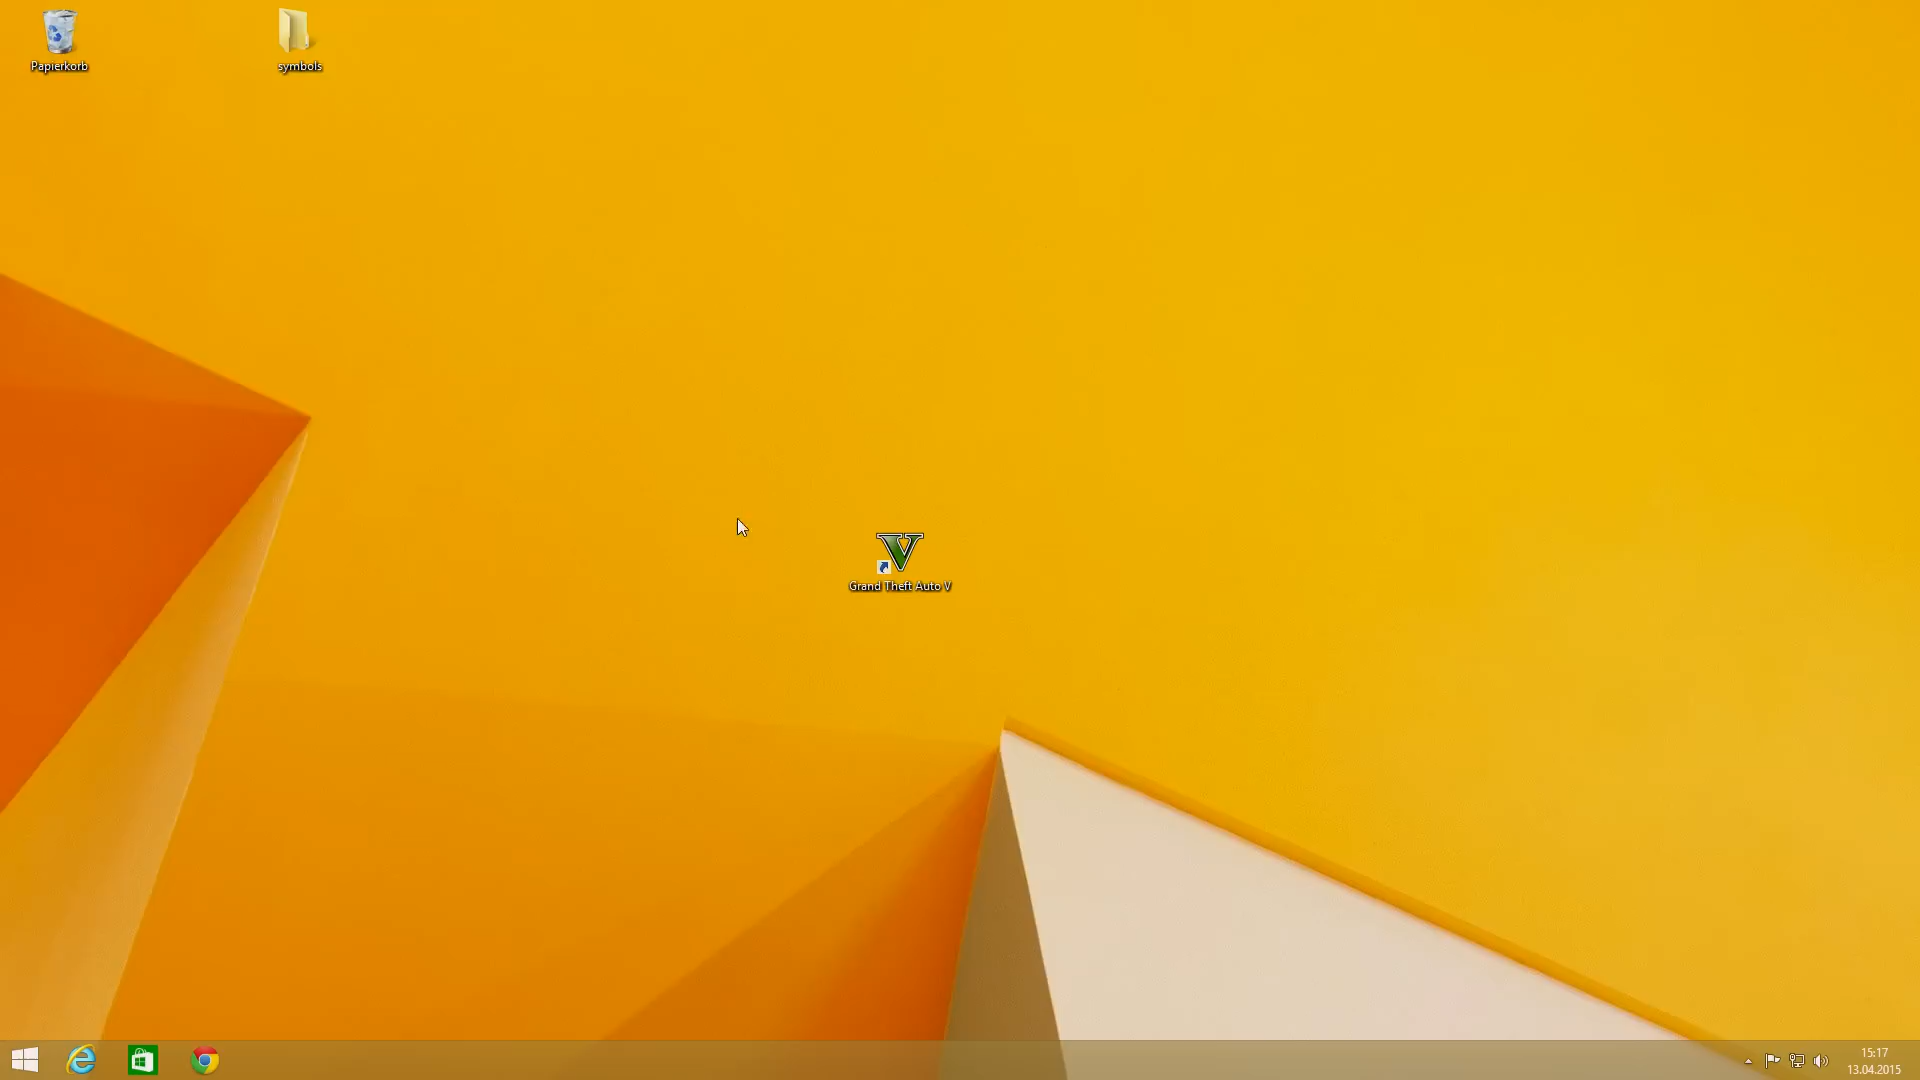 Papierkorb
symbols
Grand Theft Auto V
15:17
13.04.2015